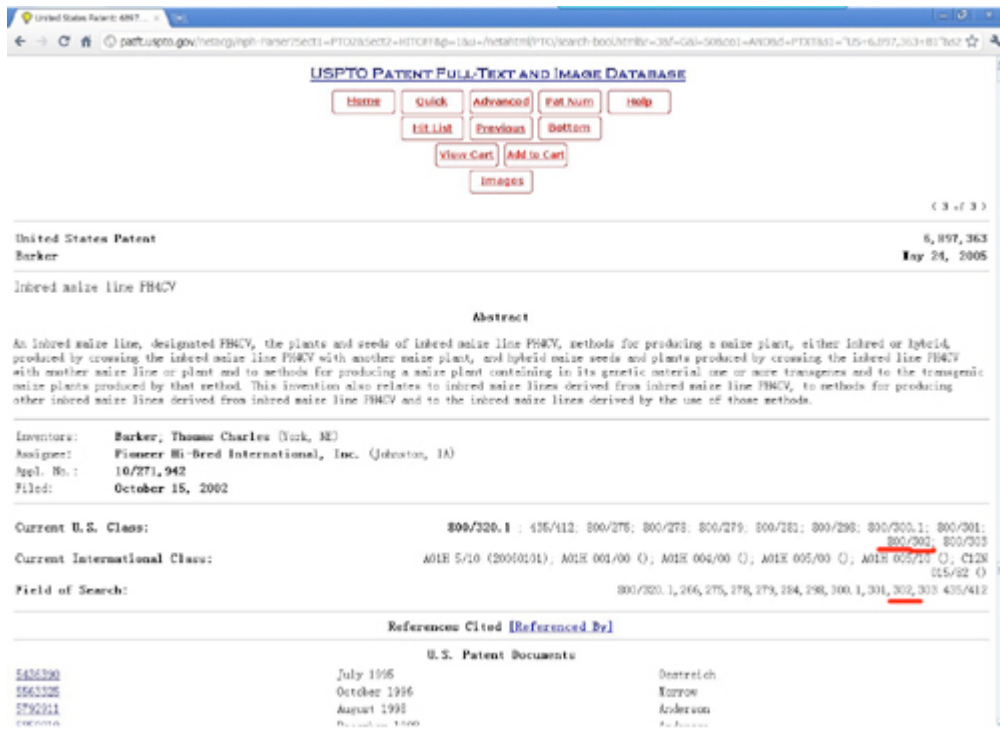 United States Patent: 6897...
patft.uspto.gov/netacgi/nph-Parser?Sect1=PTO2&Sect2=HITOFF&p=1&u=/netahtml/PTO/search-bool.html&r=3&f=G&l=50&co1=AND&d=PTXT&s1="US+6,897,363+B1"&s2
USPTO PATENT FULL-TEXT AND IMAGE DATABASE
Home Quick Advanced Pat Num Help
Hit List Previous Bottom
View Cart Add to Cart
Images
( 3 of 3 )
United States Patent 6,897,363
Barker May 24, 2005
Inbred maize line PH4CV
Abstract
An inbred maize line, designated PH4CV, the plants and seeds of inbred maize line PH4CV, methods for producing a maize plant, either inbred or hybrid,
produced by crossing the inbred maize line PH4CV with another maize plant, and hybrid maize seeds and plants produced by crossing the inbred line PH4CV
with another maize line or plant and to methods for producing a maize plant containing in its genetic material one or more transgenes and to the transgenic
maize plants produced by that method. This invention also relates to inbred maize lines derived from inbred maize line PH4CV, to methods for producing
other inbred maize lines derived from inbred maize line PH4CV and to the inbred maize lines derived by the use of those methods.
Inventors: Barker; Thomas Charles (York, NE)
Assignee: Pioneer Hi-Bred International, Inc. (Johnston, IA)
Appl. No.: 10/271,942
Filed: October 15, 2002
Current U.S. Class: 800/320.1 ; 435/412; 800/275; 800/278; 800/279; 800/281; 800/298; 800/300.1; 800/301;
800/302; 800/303
Current International Class: A01H 5/10 (20060101); A01H 001/00 (); A01H 004/00 (); A01H 005/00 (); A01H 005/10 (); C12N
015/82 ()
Field of Search: 800/320.1,266,275,278,279,284,298,300.1,301,302,303 435/412
References Cited [Referenced By]
U.S. Patent Documents
5436390 July 1995
5563325 October 1996
5792911 August 1998 Anderson